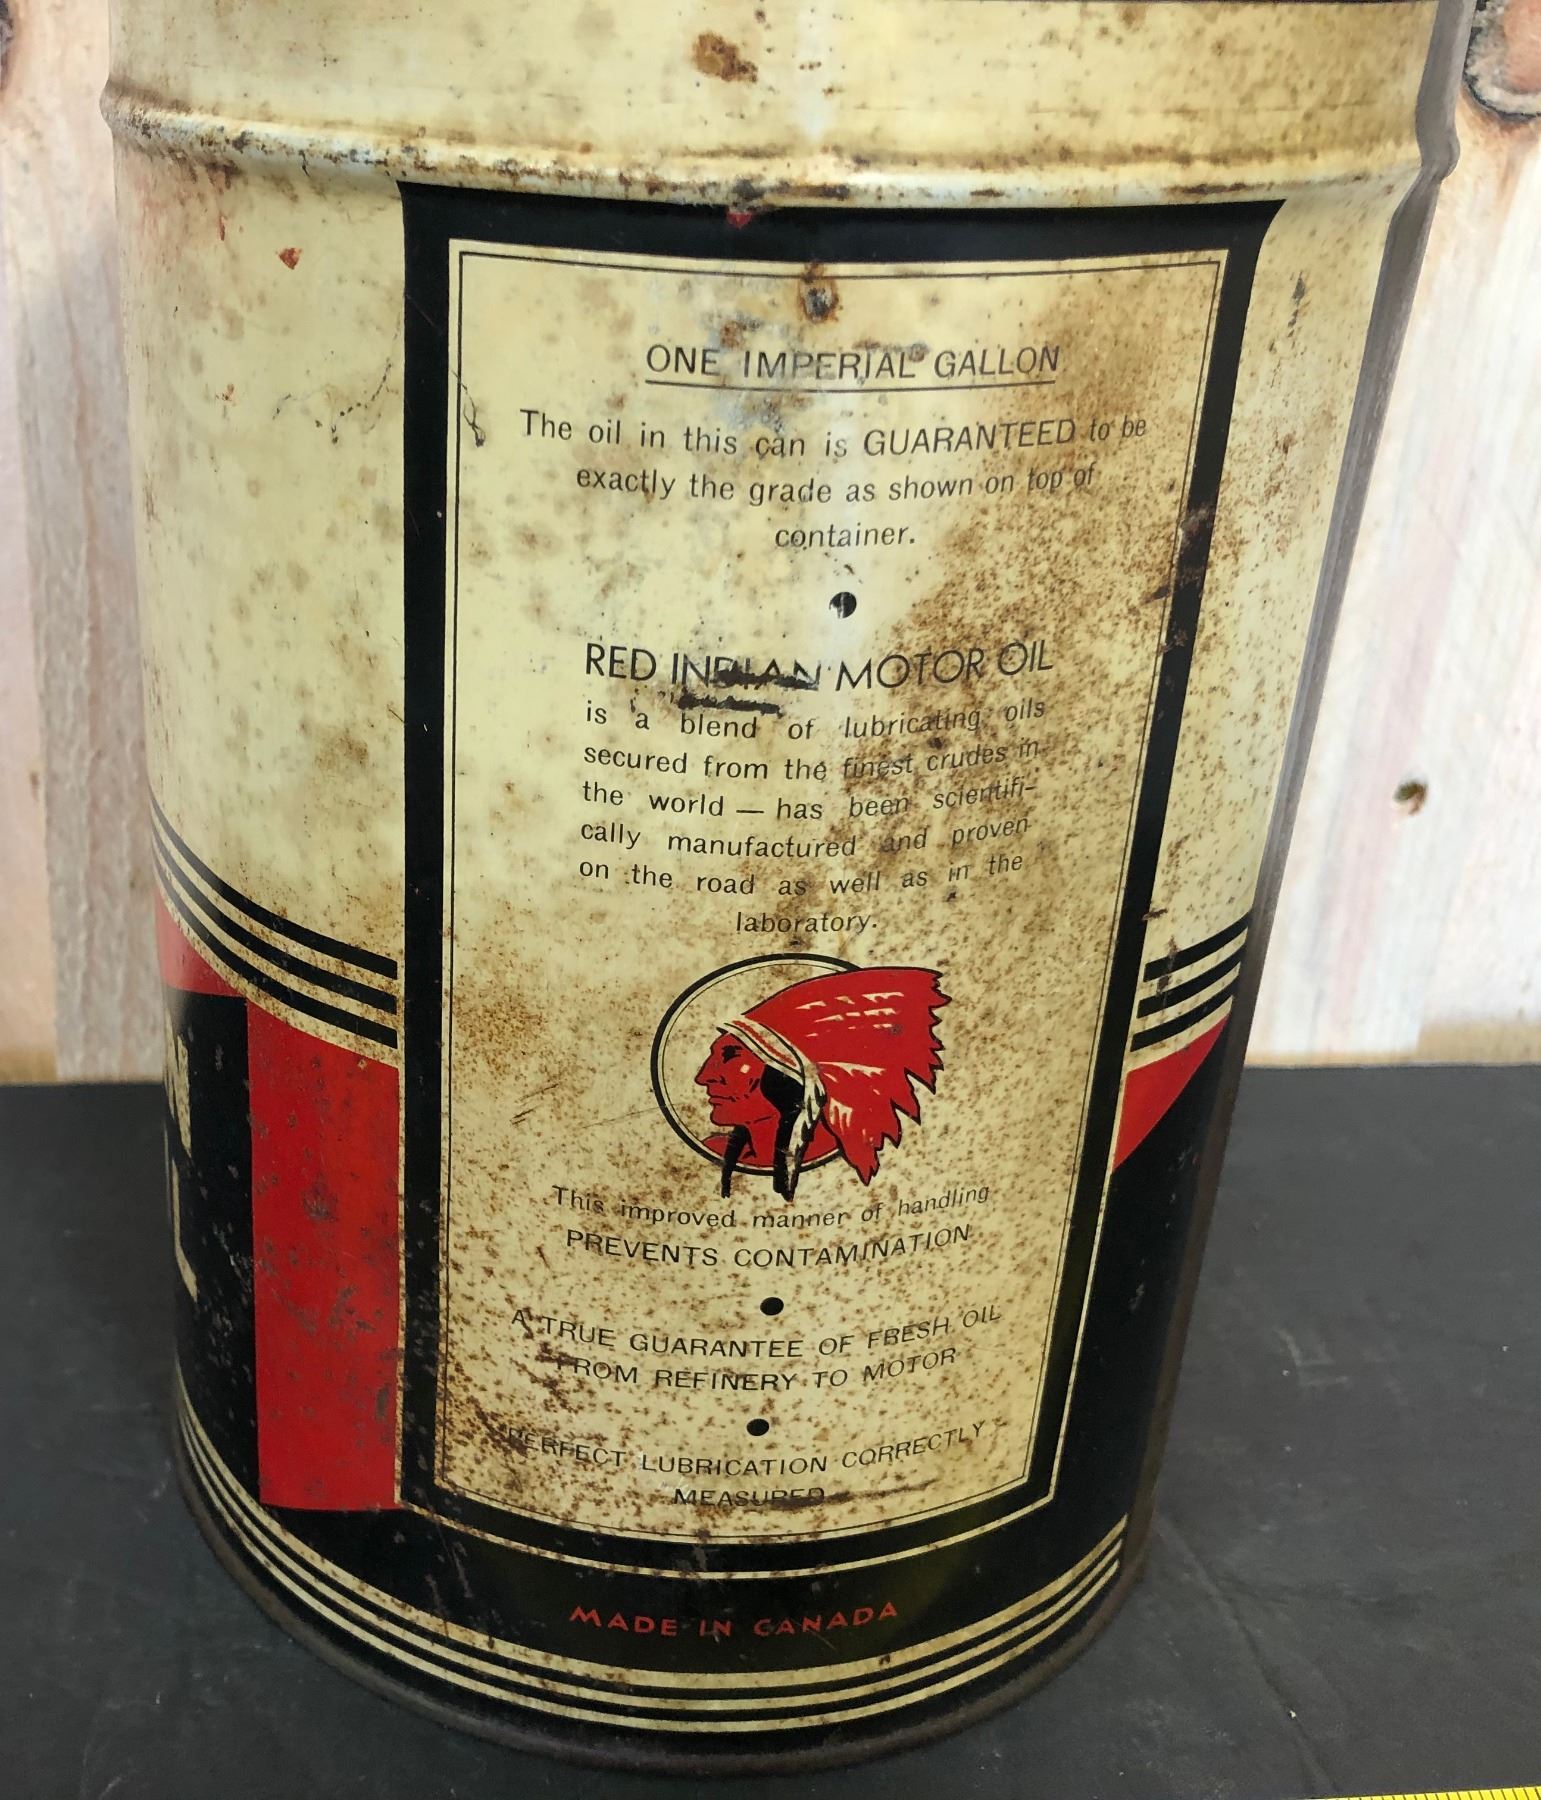 ONE IMPERIAL GALLON
The oil in this can is GUARANTEED to be
exactly the grade as shown on top of
container.
RED INDIAN MOTOR OIL
is a blend of lubricating oils
secured from the finest crudes in
the world — has been scientifi-
cally manufactured and proven
on the road as well as in the
laboratory.
This improved manner of handling
PREVENTS CONTAMINATION
A TRUE GUARANTEE OF FRESH OIL
FROM REFINERY TO MOTOR
PERFECT LUBRICATION CORRECTLY
MEASURED
MADE IN CANADA